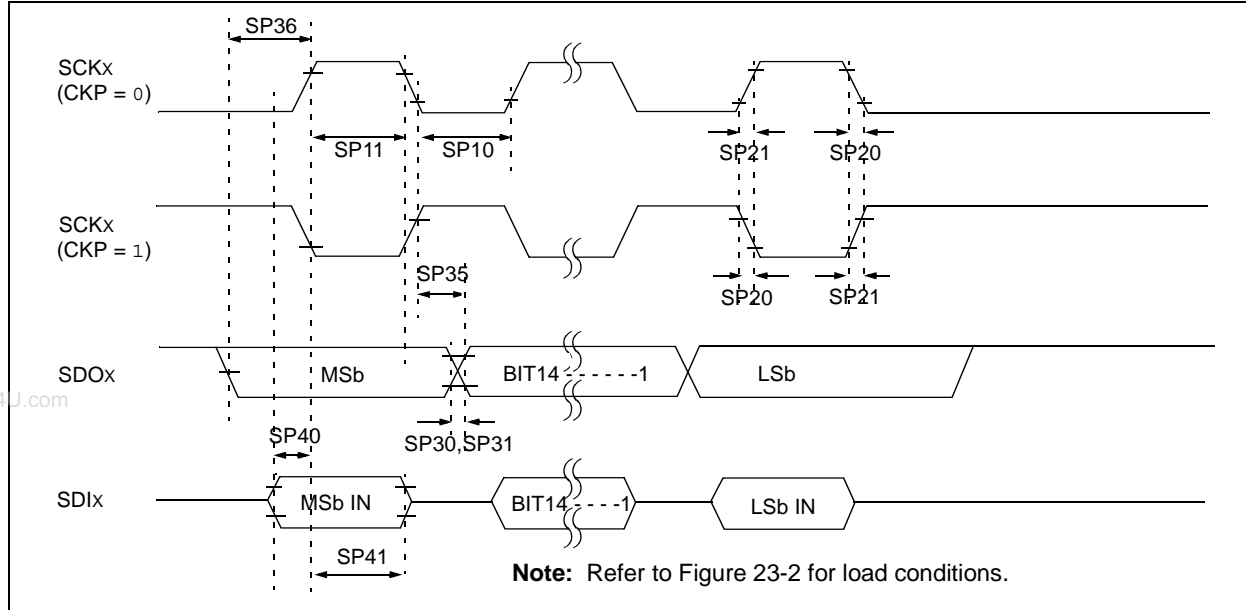 SP36
SCKx
(CKP = 0)
SP11
SP10
SP21
SP20
SCKx
(CKP = 1)
SP35
SP20
SP21
SDOx
MSb
BIT14 - - - - - -1
LSb
4U.com
SP40
SP30,SP31
SDIx
MSb IN
BIT14 - - - - -1
LSb IN
SP41
Note: Refer to Figure 23-2 for load conditions.